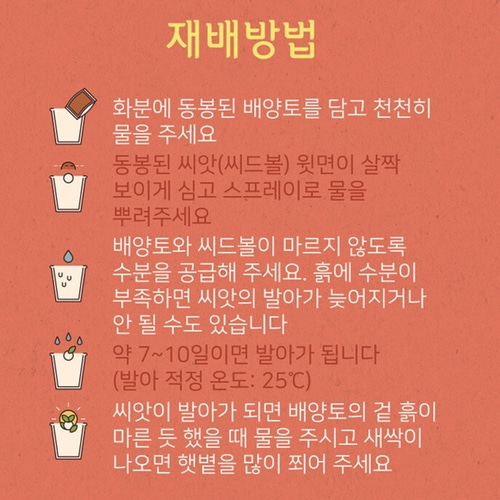 재배방법
화분에 동봉된 배양토를 담고 천천히
물을 주세요
동봉된 씨앗(씨드볼) 윗면이 살짝
보이게 심고 스프레이로 물을
뿌려주세요
배양토와 씨드볼이 마르지 않도록
수분을 공급해 주세요. 흙에 수분이
부족하면 씨앗의 발아가 늦어지거나
안 될 수도 있습니다
약 7~10일이면 발아가 됩니다
(발아 적정 온도: 25℃)
씨앗이 발아가 되면 배양토의 겉 흙이
마른 듯 했을 때 물을 주시고 새싹이
나오면 햇볕을 많이 쬐어 주세요